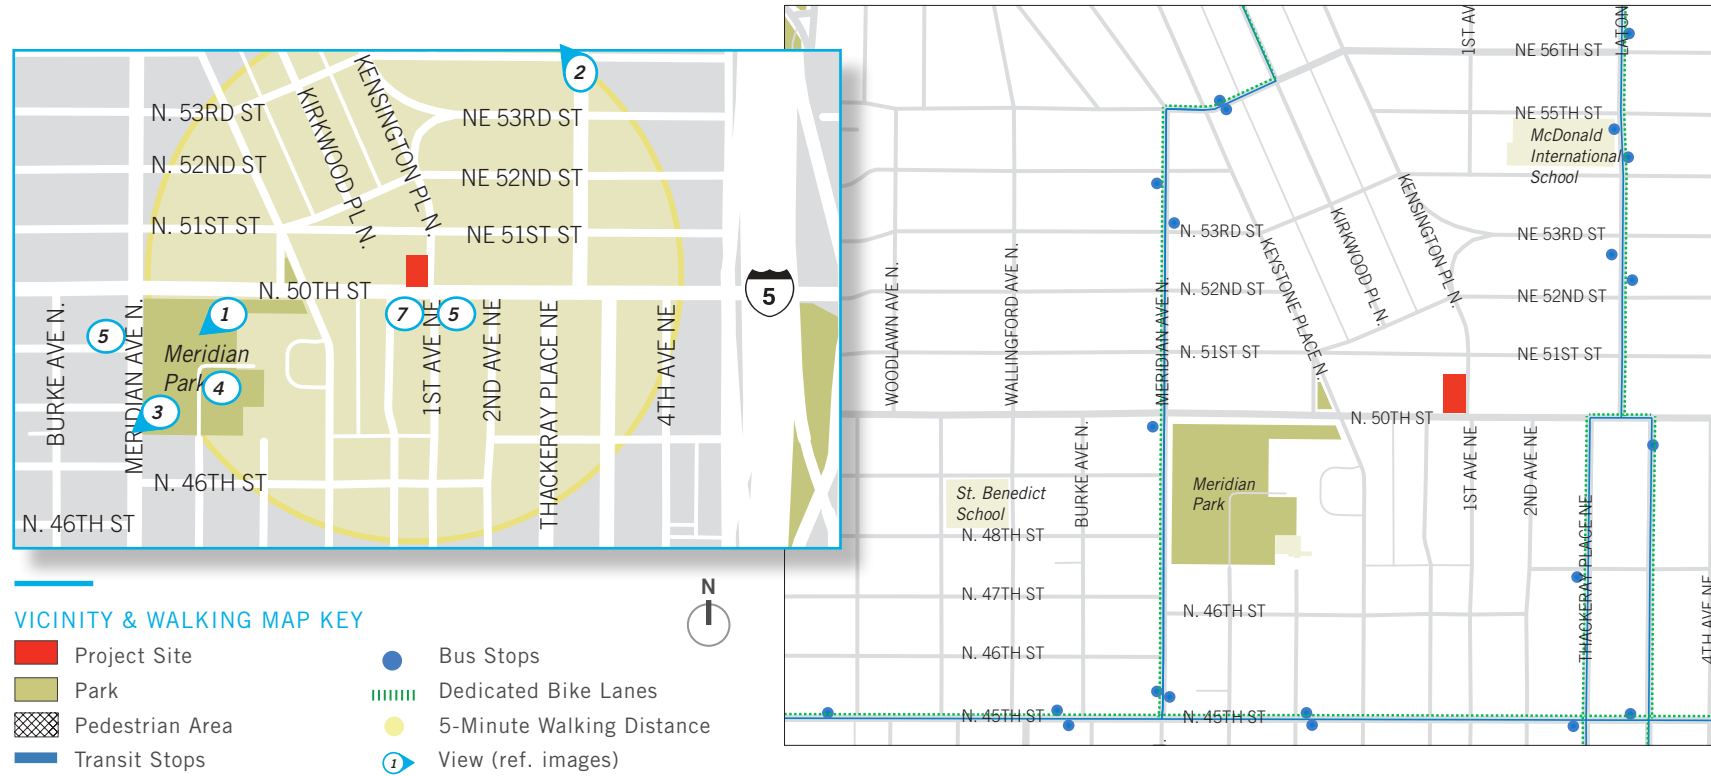 N. 53RD ST
N. 52ND ST
N. 51ST ST
N. 50TH ST
KIRKWOOD PL N.
KENSINGTON PL N.
NE 53RD ST
NE 52ND ST
NE 51ST ST
2
5
1
7
5
5
4
3
Meridian
Park
BURKE AVE N.
MERIDIAN AVE N.
1ST AVE NE
2ND AVE NE
THACKERAY PLACE NE
4TH AVE NE
N. 46TH ST
N. 46TH ST
VICINITY & WALKING MAP KEY
Project Site
Park
Pedestrian Area
Transit Stops
Bus Stops
Dedicated Bike Lanes
5-Minute Walking Distance
1
View (ref. images)
N
1ST AV
LATON
NE 56TH ST
NE 55TH ST
McDonald
International
School
N. 53RD ST
N. 52ND ST
N. 51ST ST
N. 50TH ST
NE 53RD ST
NE 52ND ST
NE 51ST ST
WOODLAWN AVE N.
WALLINGFORD AVE N.
MERIDIAN AVE N.
KEYSTONE PLACE N.
KIRKWOOD PL N.
KENSINGTON PL N.
BURKE AVE N.
St. Benedict
School
Meridian
Park
1ST AVE NE
2ND AVE NE
THACKERAY PLACE NE
4TH AVE NE
N. 48TH ST
N. 47TH ST
N. 46TH ST
N. 46TH ST
N. 45TH ST
N. 45TH ST